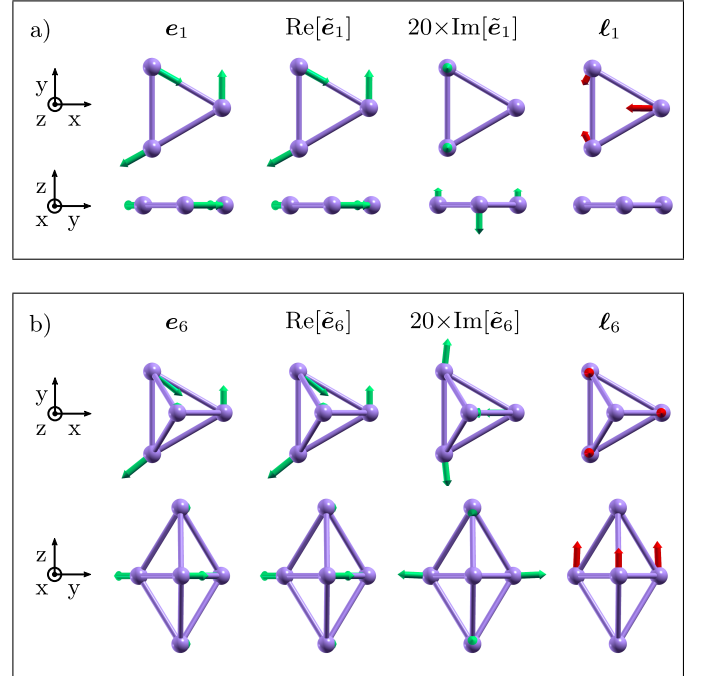 a) e₁ Re[ẽ₁] 20×Im[ẽ₁] ℓ₁
y
z x
z
x y
b) e₆ Re[ẽ₆] 20×Im[ẽ₆] ℓ₆
y
z x
z
x y